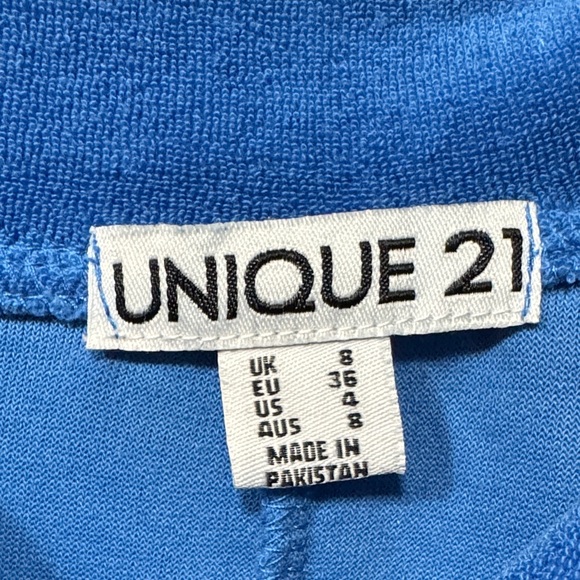 UNIQUE 21
UK 8
EU 36
US 4
AUS 8
MADE IN
PAKISTAN